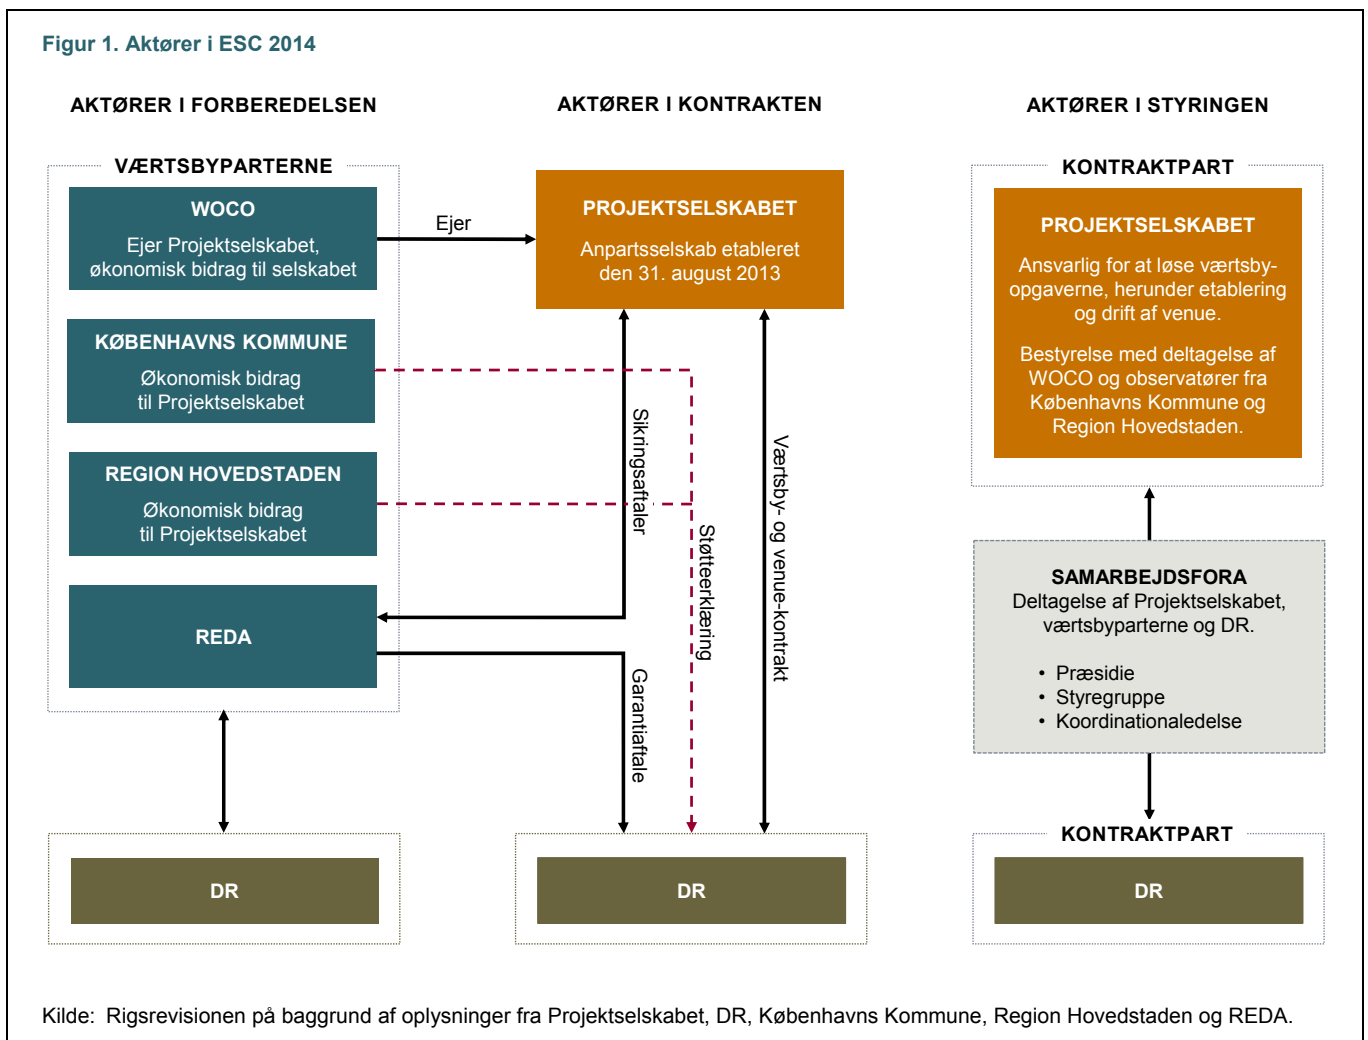 Figur 1. Aktører i ESC 2014
AKTØRER I FORBEREDELSEN
VÆRTSBYPARTERNE
WOCO
Ejer Projektselskabet,
økonomisk bidrag til selskabet
KØBENHAVNS KOMMUNE
Økonomisk bidrag
til Projektselskabet
REGION HOVEDSTADEN
Økonomisk bidrag
til Projektselskabet
REDA
DR
Ejer
AKTØRER I KONTRAKTEN
PROJEKTSELSKABET
Anpartsselskab etableret
den 31. august 2013
Sikringsaftaler
Garantiaftale
Støtteerklæring
Værtsby- og venue-kontrakt
DR
AKTØRER I STYRINGEN
KONTRAKTPART
PROJEKTSELSKABET
Ansvarlig for at løse værtsby-
opgaverne, herunder etablering
og drift af venue.
Bestyrelse med deltagelse af
WOCO og observatører fra
Københavns Kommune og
Region Hovedstaden.
SAMARBEJDSFORA
Deltagelse af Projektselskabet,
værtsbyparterne og DR.
• Præsidie
• Styregruppe
• Koordinationaledelse
KONTRAKTPART
DR
Kilde: Rigsrevisionen på baggrund af oplysninger fra Projektselskabet, DR, Københavns Kommune, Region Hovedstaden og REDA.